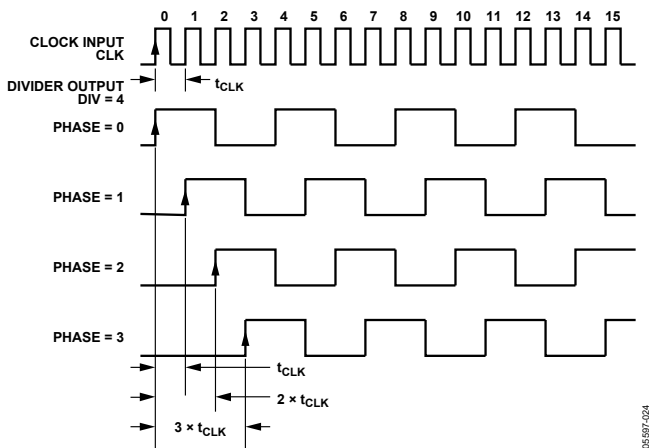 0 1 2 3 4 5 6 7 8 9 10 11 12 13 14 15
CLOCK INPUT
CLK
DIVIDER OUTPUT
DIV = 4
tCLK
PHASE = 0
PHASE = 1
PHASE = 2
PHASE = 3
tCLK
2 × tCLK
3 × tCLK
05597-024